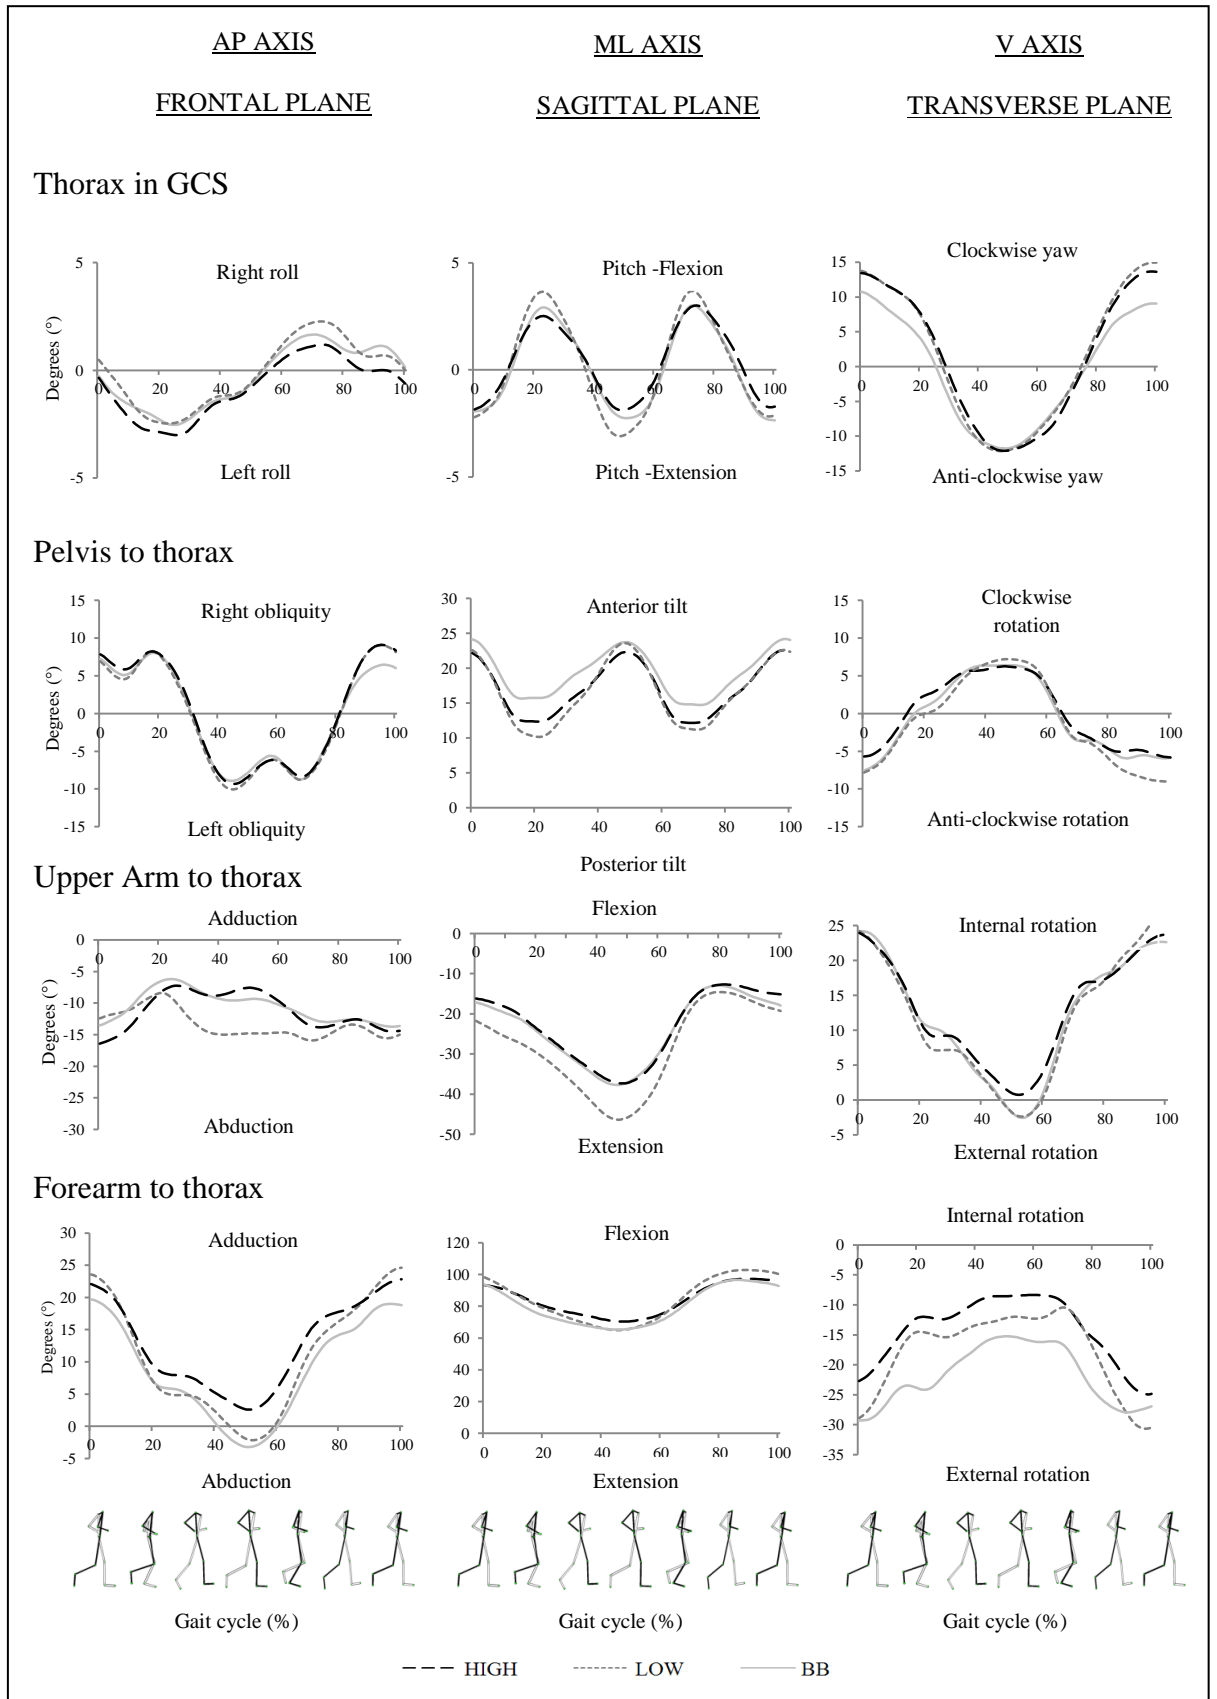 AP AXIS ML AXIS V AXIS
FRONTAL PLANE SAGITTAL PLANE TRANSVERSE PLANE
Thorax in GCS
Degrees (°)
5
0
-5
0 20 40 60 80 100
Right roll
Left roll
5
0
-5
0 20 40 60 80 100
Pitch -Flexion
Pitch -Extension
15
10
5
0
-5
-10
-15
0 20 40 60 80 100
Clockwise yaw
Anti-clockwise yaw
Pelvis to thorax
Degrees (°)
15
10
5
0
-5
-10
-15
0 20 40 60 80 100
Right obliquity
Left obliquity
30
25
20
15
10
5
0
0 20 40 60 80 100
Anterior tilt
Posterior tilt
15
10
5
0
-5
-10
-15
0 20 40 60 80 100
Clockwise
rotation
Anti-clockwise rotation
Upper Arm to thorax
Degrees (°)
0
-5
-10
-15
-20
-25
-30
0 20 40 60 80 100
Adduction
Abduction
0
-10
-20
-30
-40
-50
0 20 40 60 80 100
Flexion
Extension
25
20
15
10
5
0
-5
0 20 40 60 80 100
Internal rotation
External rotation
Forearm to thorax
Degrees (°)
30
25
20
15
10
5
0
-5
0 20 40 60 80 100
Adduction
Abduction
120
100
80
60
40
20
0
0 20 40 60 80 100
Flexion
Extension
0
-5
-10
-15
-20
-25
-30
-35
0 20 40 60 80 100
Internal rotation
External rotation
Gait cycle (%) Gait cycle (%) Gait cycle (%)
HIGH LOW BB